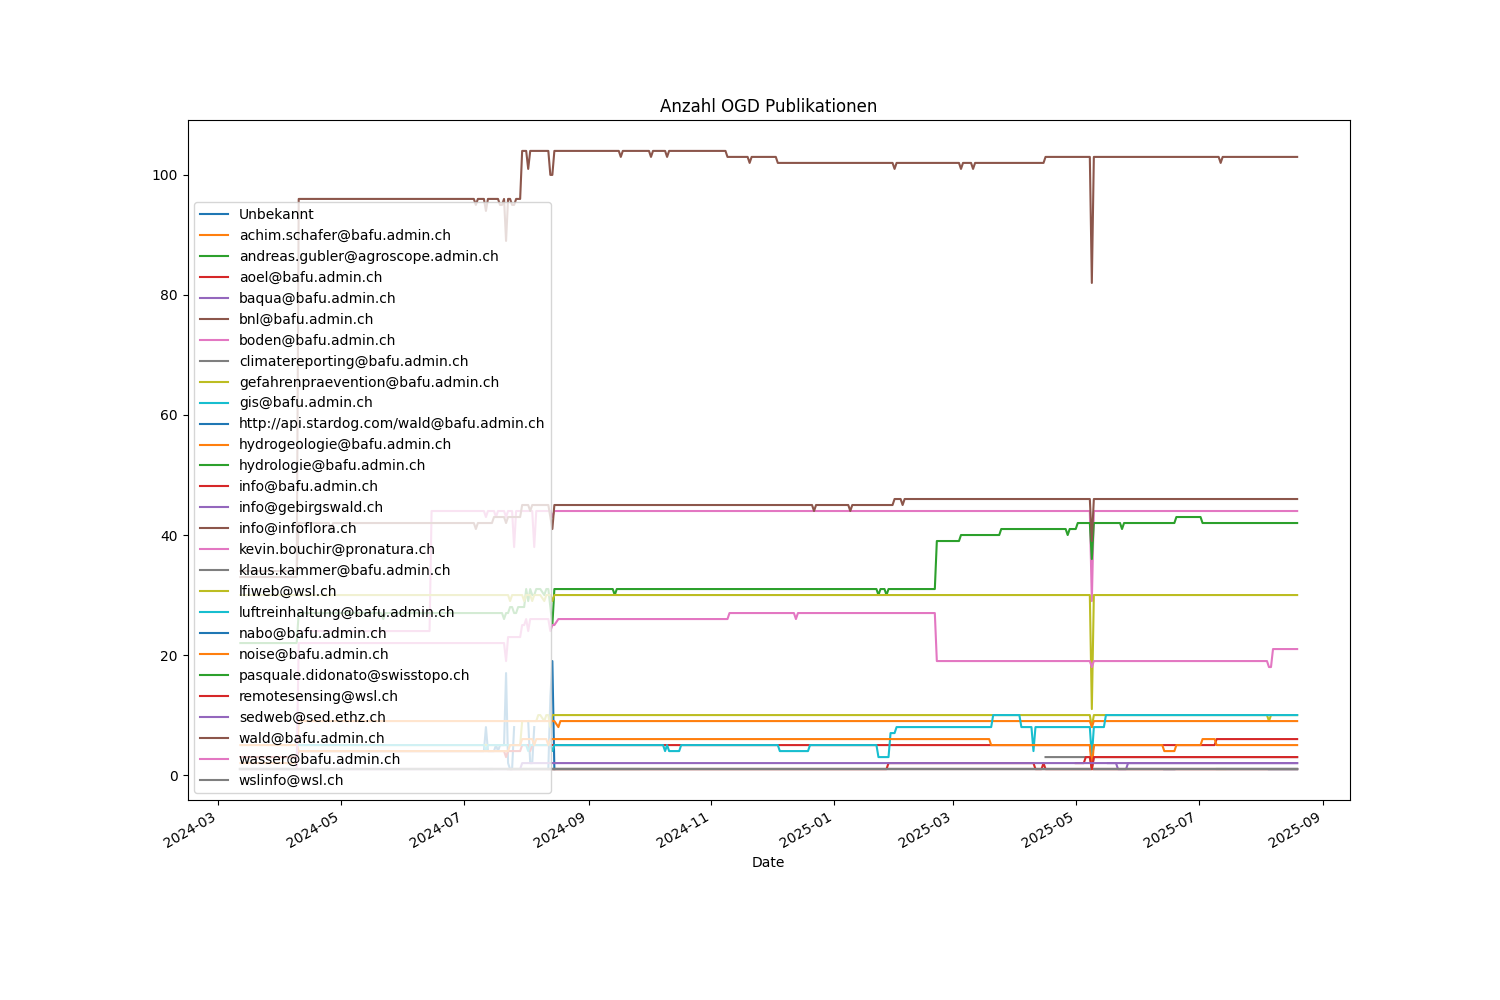 Anzahl OGD Publikationen
100
80
60
40
20
0
Unbekannt
achim.schafer@bafu.admin.ch
andreas.gubler@agroscope.admin.ch
aoel@bafu.admin.ch
baqua@bafu.admin.ch
bnl@bafu.admin.ch
boden@bafu.admin.ch
climatereporting@bafu.admin.ch
gefahrenpraevention@bafu.admin.ch
gis@bafu.admin.ch
http://api.stardog.com/wald@bafu.admin.ch
hydrogeologie@bafu.admin.ch
hydrologie@bafu.admin.ch
info@bafu.admin.ch
info@gebirgswald.ch
info@infoflora.ch
kevin.bouchir@pronatura.ch
klaus.kammer@bafu.admin.ch
lfiweb@wsl.ch
luftreinhaltung@bafu.admin.ch
nabo@bafu.admin.ch
noise@bafu.admin.ch
pasquale.didonato@swisstopo.ch
remotesensing@wsl.ch
sedweb@sed.ethz.ch
wald@bafu.admin.ch
wasser@bafu.admin.ch
wslinfo@wsl.ch
2024-03
2024-05
2024-07
2024-09
2024-11
2025-01
2025-03
2025-05
2025-07
2025-09
Date